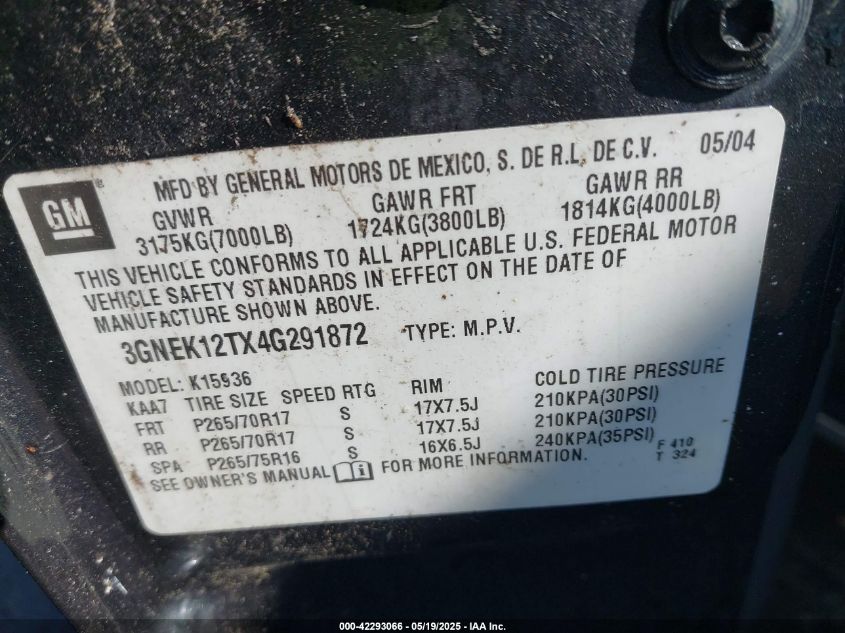 MFD BY GENERAL MOTORS DE MEXICO, S. DE R.L. DE C.V. 05/04
GM ®
GVWR GAWR FRT GAWR RR
3175KG(7000LB) 1724KG(3800LB) 1814KG(4000LB)
THIS VEHICLE CONFORMS TO ALL APPLICABLE U.S. FEDERAL MOTOR
VEHICLE SAFETY STANDARDS IN EFFECT ON THE DATE OF
MANUFACTURE SHOWN ABOVE.
3GNEK12TX4G291872 TYPE: M.P.V.
MODEL: K15936
KAA7 TIRE SIZE SPEED RTG RIM COLD TIRE PRESSURE
FRT P265/70R17 S 17X7.5J 210KPA(30PSI)
RR P265/70R17 S 17X7.5J 210KPA(30PSI)
SPA P265/75R16 S 16X6.5J 240KPA(35PSI)
SEE OWNER'S MANUAL i FOR MORE INFORMATION.
F 410
T 324
000-42293066 - 05/19/2025 - IAA Inc.